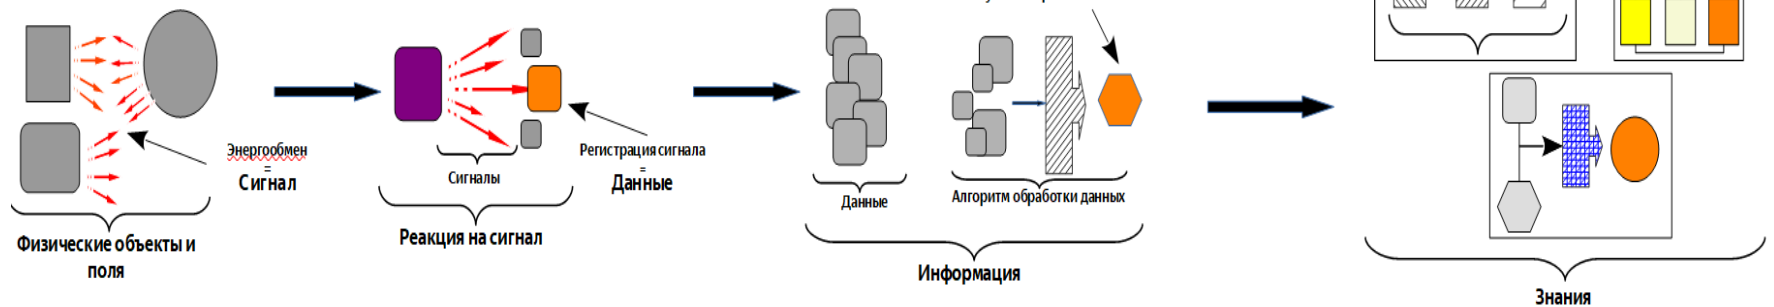 Энергообмен
=
Сигнал
Физические объекты и
поля
Сигналы
Реакция на сигнал
Регистрация сигнала
=
Данные
Данные
Алгоритм обработки данных
Информация
Знания